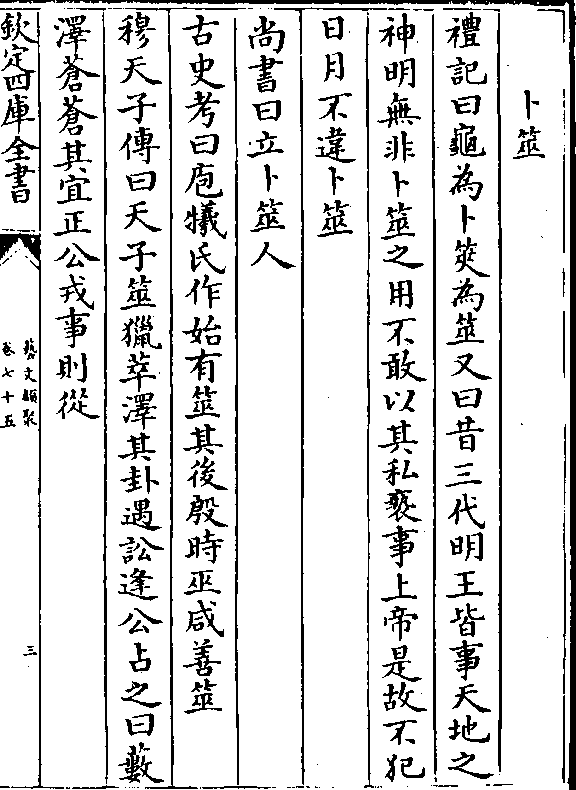 卜筮
禮記曰龜為卜筴為筮又曰昔三代明王皆事天地之
神明無非卜筮之用不敢以其私褻事上帝是故不犯
日月不違卜筮
尚書曰立卜筮人
古史考曰庖犧氏作始有筮其後殷時巫咸善筮
穆天子傳曰天子筮獵苹澤其卦遇訟逢公占之曰藪
澤蒼蒼其宜正公戎事則從
欽定四庫全書
藝文類聚
卷七十五
三